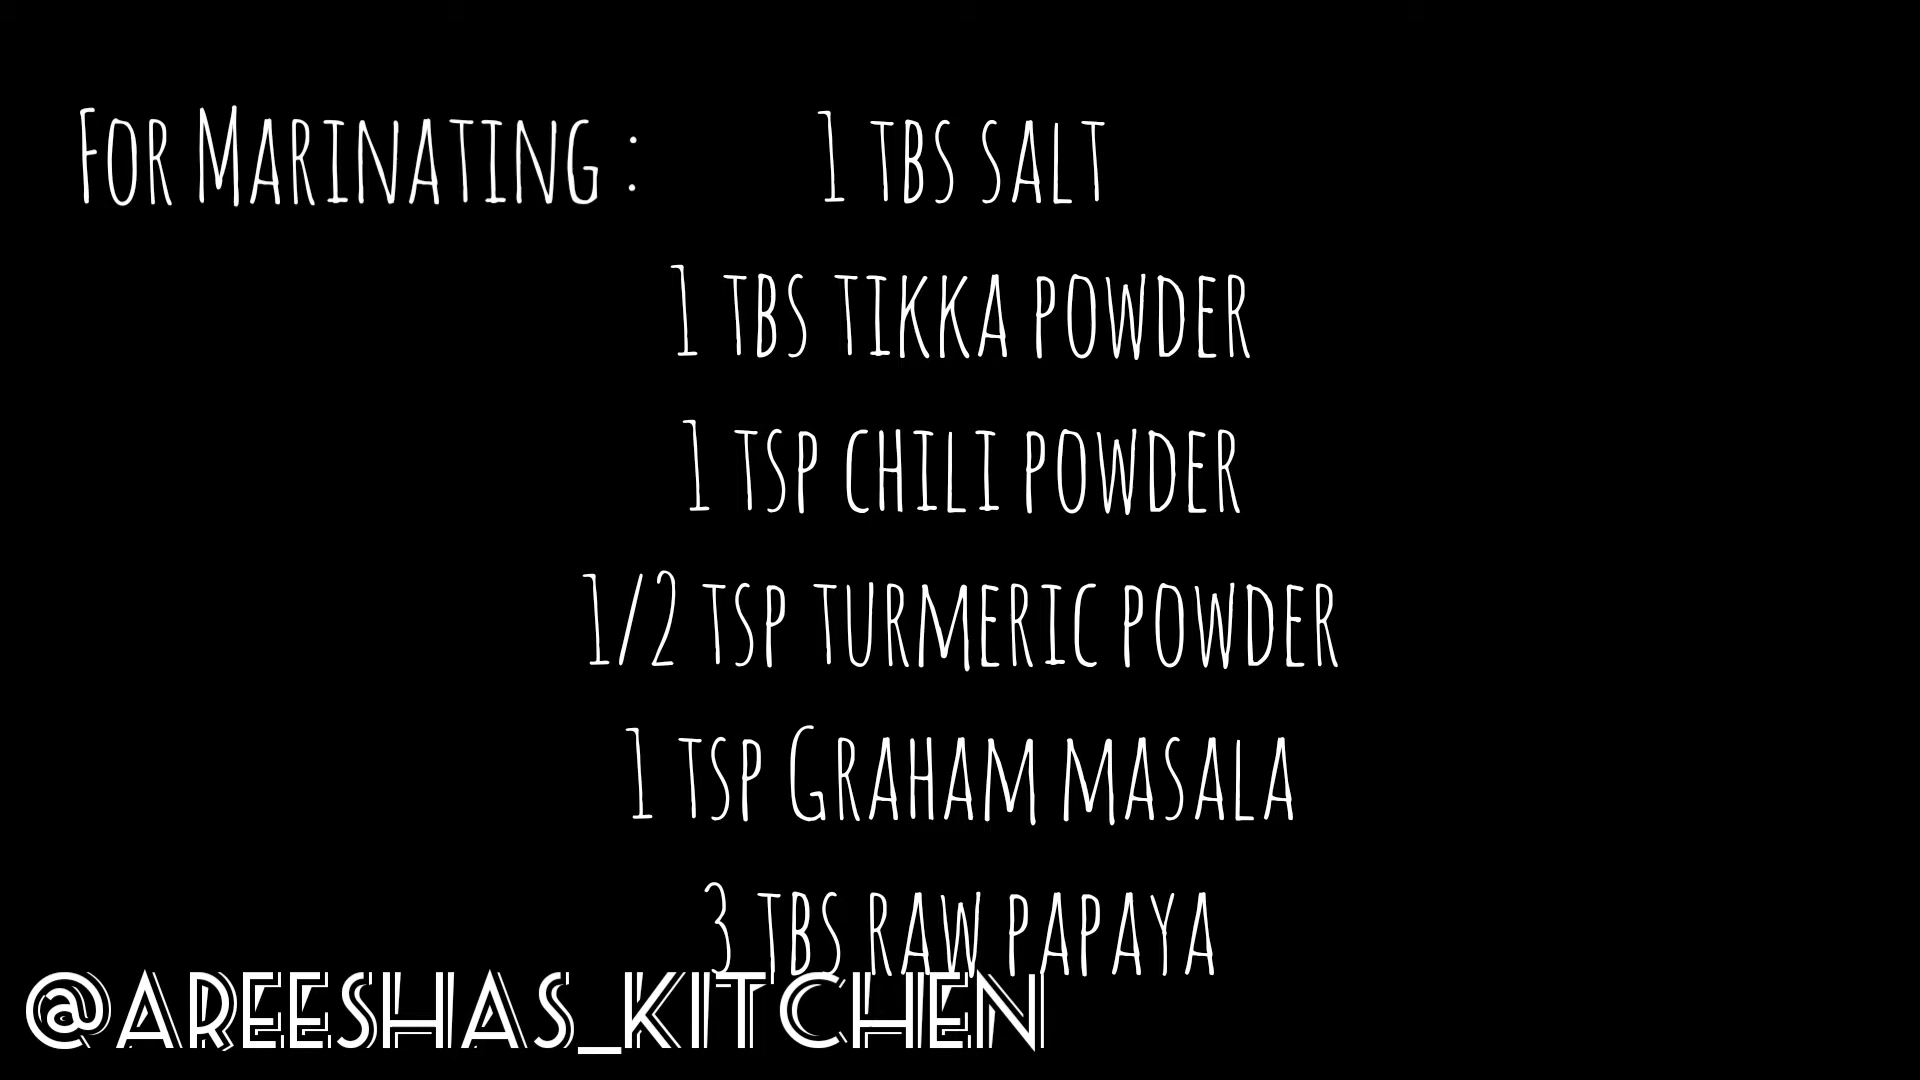 For Marinating : 1 tbs salt
1 tbs tikka powder
1 tsp chili powder
1/2 tsp turmeric powder
1 tsp Graham masala
3 tbs raw papaya
@AREESHAS_KITCHEN